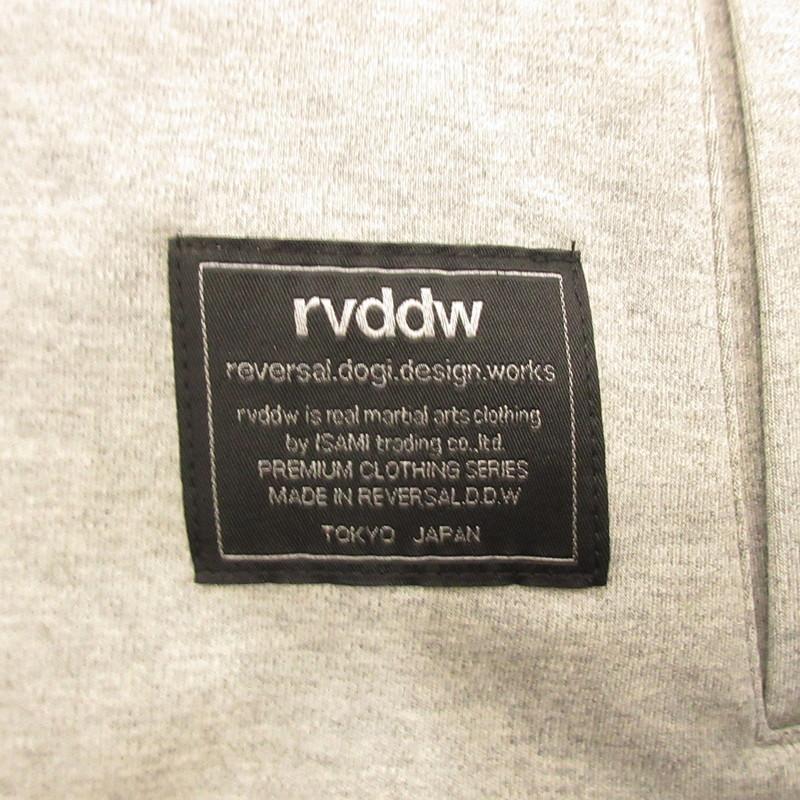 rvddw
reversal.dogi.design.works
rvddw is real martial arts clothing
by ISAMI trading co.,ltd.
PREMIUM CLOTHING SERIES
MADE IN REVERSAL.D.D.W
TOKYO JAPAN